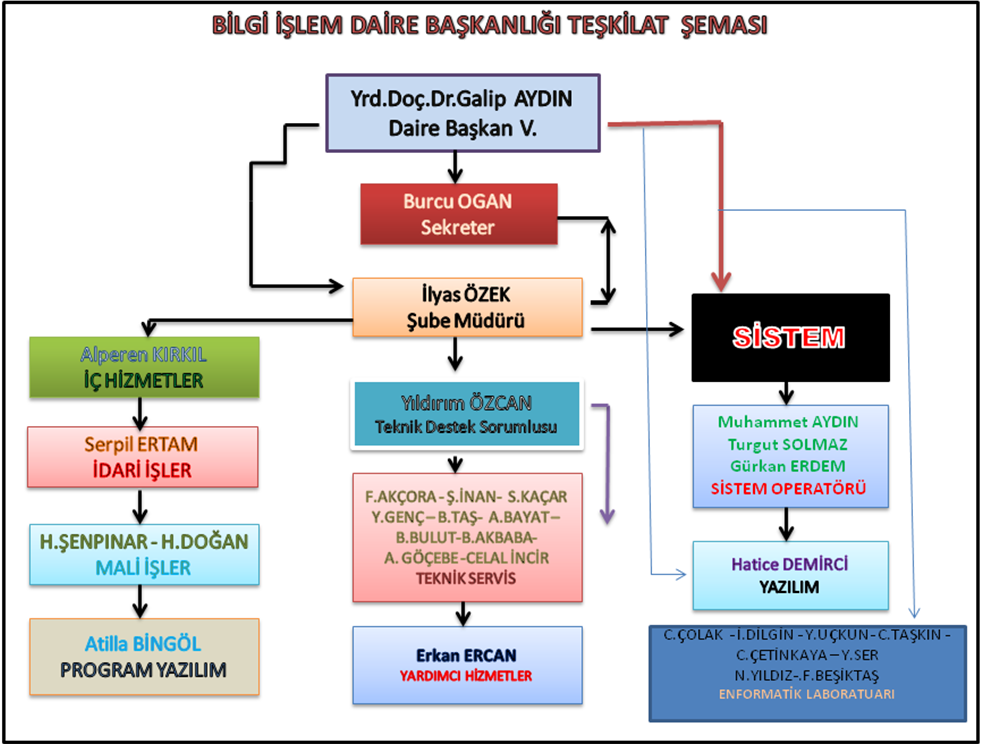 BİLGİ İŞLEM DAİRE BAŞKANLIĞI TEŞKİLAT ŞEMASI
Yrd.Doç.Dr.Galip AYDIN
Daire Başkan V.
Burcu OGAN
Sekreter
İlyas ÖZEK
Şube Müdürü
SİSTEM
Alperen KIRKIL
İÇ HİZMETLER
Yıldırım ÖZCAN
Teknik Destek Sorumlusu
Muhammet AYDIN
Turgut SOLMAZ
Gürkan ERDEM
SİSTEM OPERATÖRÜ
Serpil ERTAM
İDARİ İŞLER
F.AKÇORA - Ş.İNAN- S.KAÇAR
Y.GENÇ – B.TAŞ- A.BAYAT –
B.BULUT-B.AKBABA-
A. GÖÇEBE -CELAL İNCİR
TEKNİK SERVİS
H.ŞENPINAR - H.DOĞAN
MALİ İŞLER
Hatice DEMİRCİ
YAZILIM
Atilla BİNGÖL
PROGRAM YAZILIM
Erkan ERCAN
YARDIMCI HİZMETLER
C.ÇOLAK -İ.DİLGİN -Y.UÇKUN-C.TAŞKIN -
C.ÇETİNKAYA – Y.SER
N.YILDIZ-.F.BEŞİKTAŞ
ENFORMATİK LABORATUARI